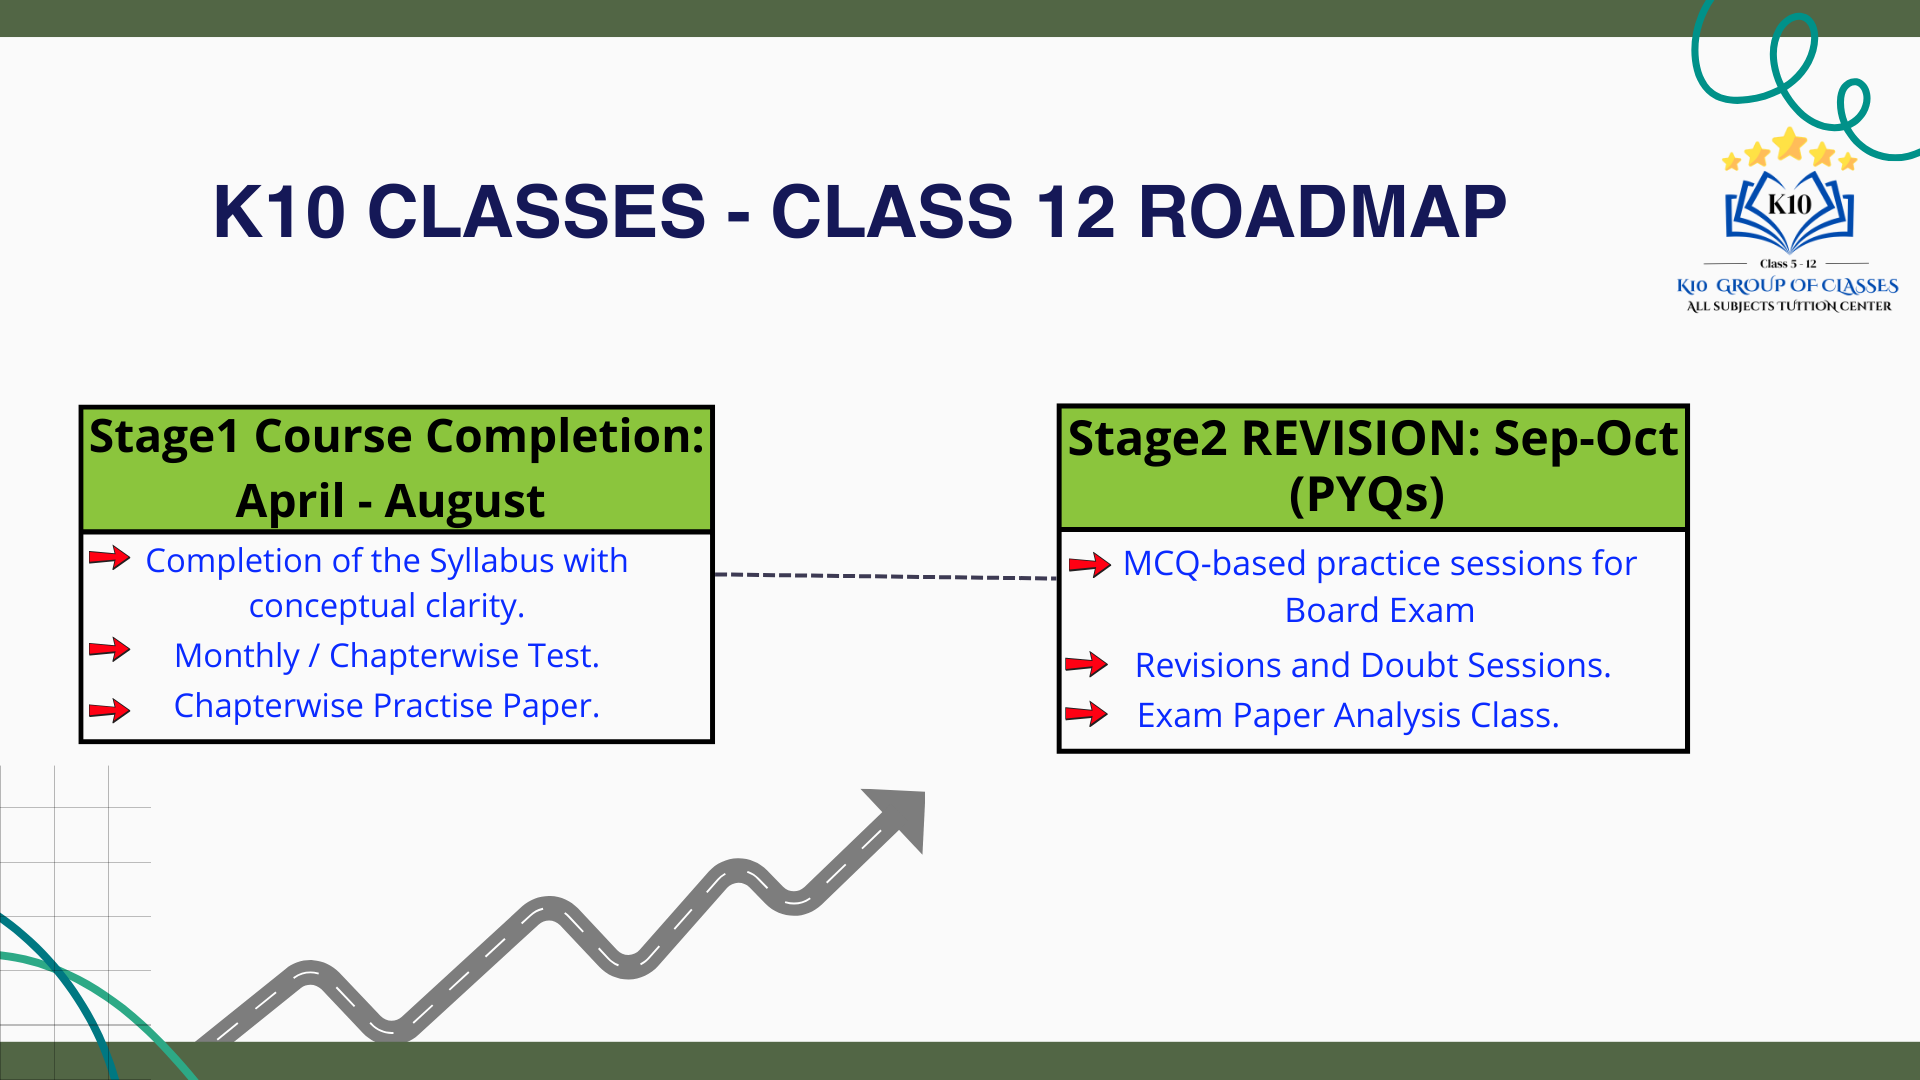 K10 CLASSES - CLASS 12 ROADMAP
K10
Class 5 - 12
K10 GROUP OF CLASSES
ALL SUBJECTS TUITION CENTER
Stage1 Course Completion:
April - August
Completion of the Syllabus with
conceptual clarity.
Monthly / Chapterwise Test.
Chapterwise Practise Paper.
Stage2 REVISION: Sep-Oct
(PYQs)
MCQ-based practice sessions for
Board Exam
Revisions and Doubt Sessions.
Exam Paper Analysis Class.